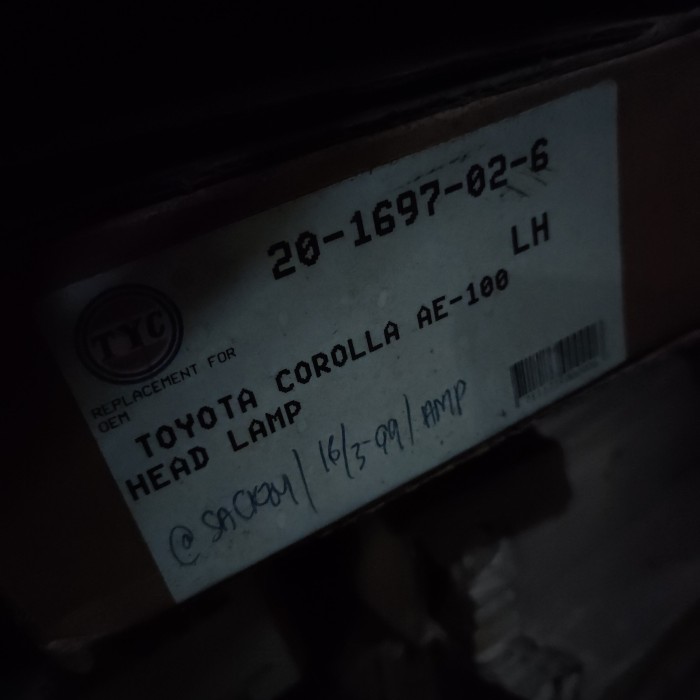 20-1697-02-6
LH
TYC
REPLACEMENT FOR
OEM
TOYOTA COROLLA AE-100
HEAD LAMP
16/3-99/AMP